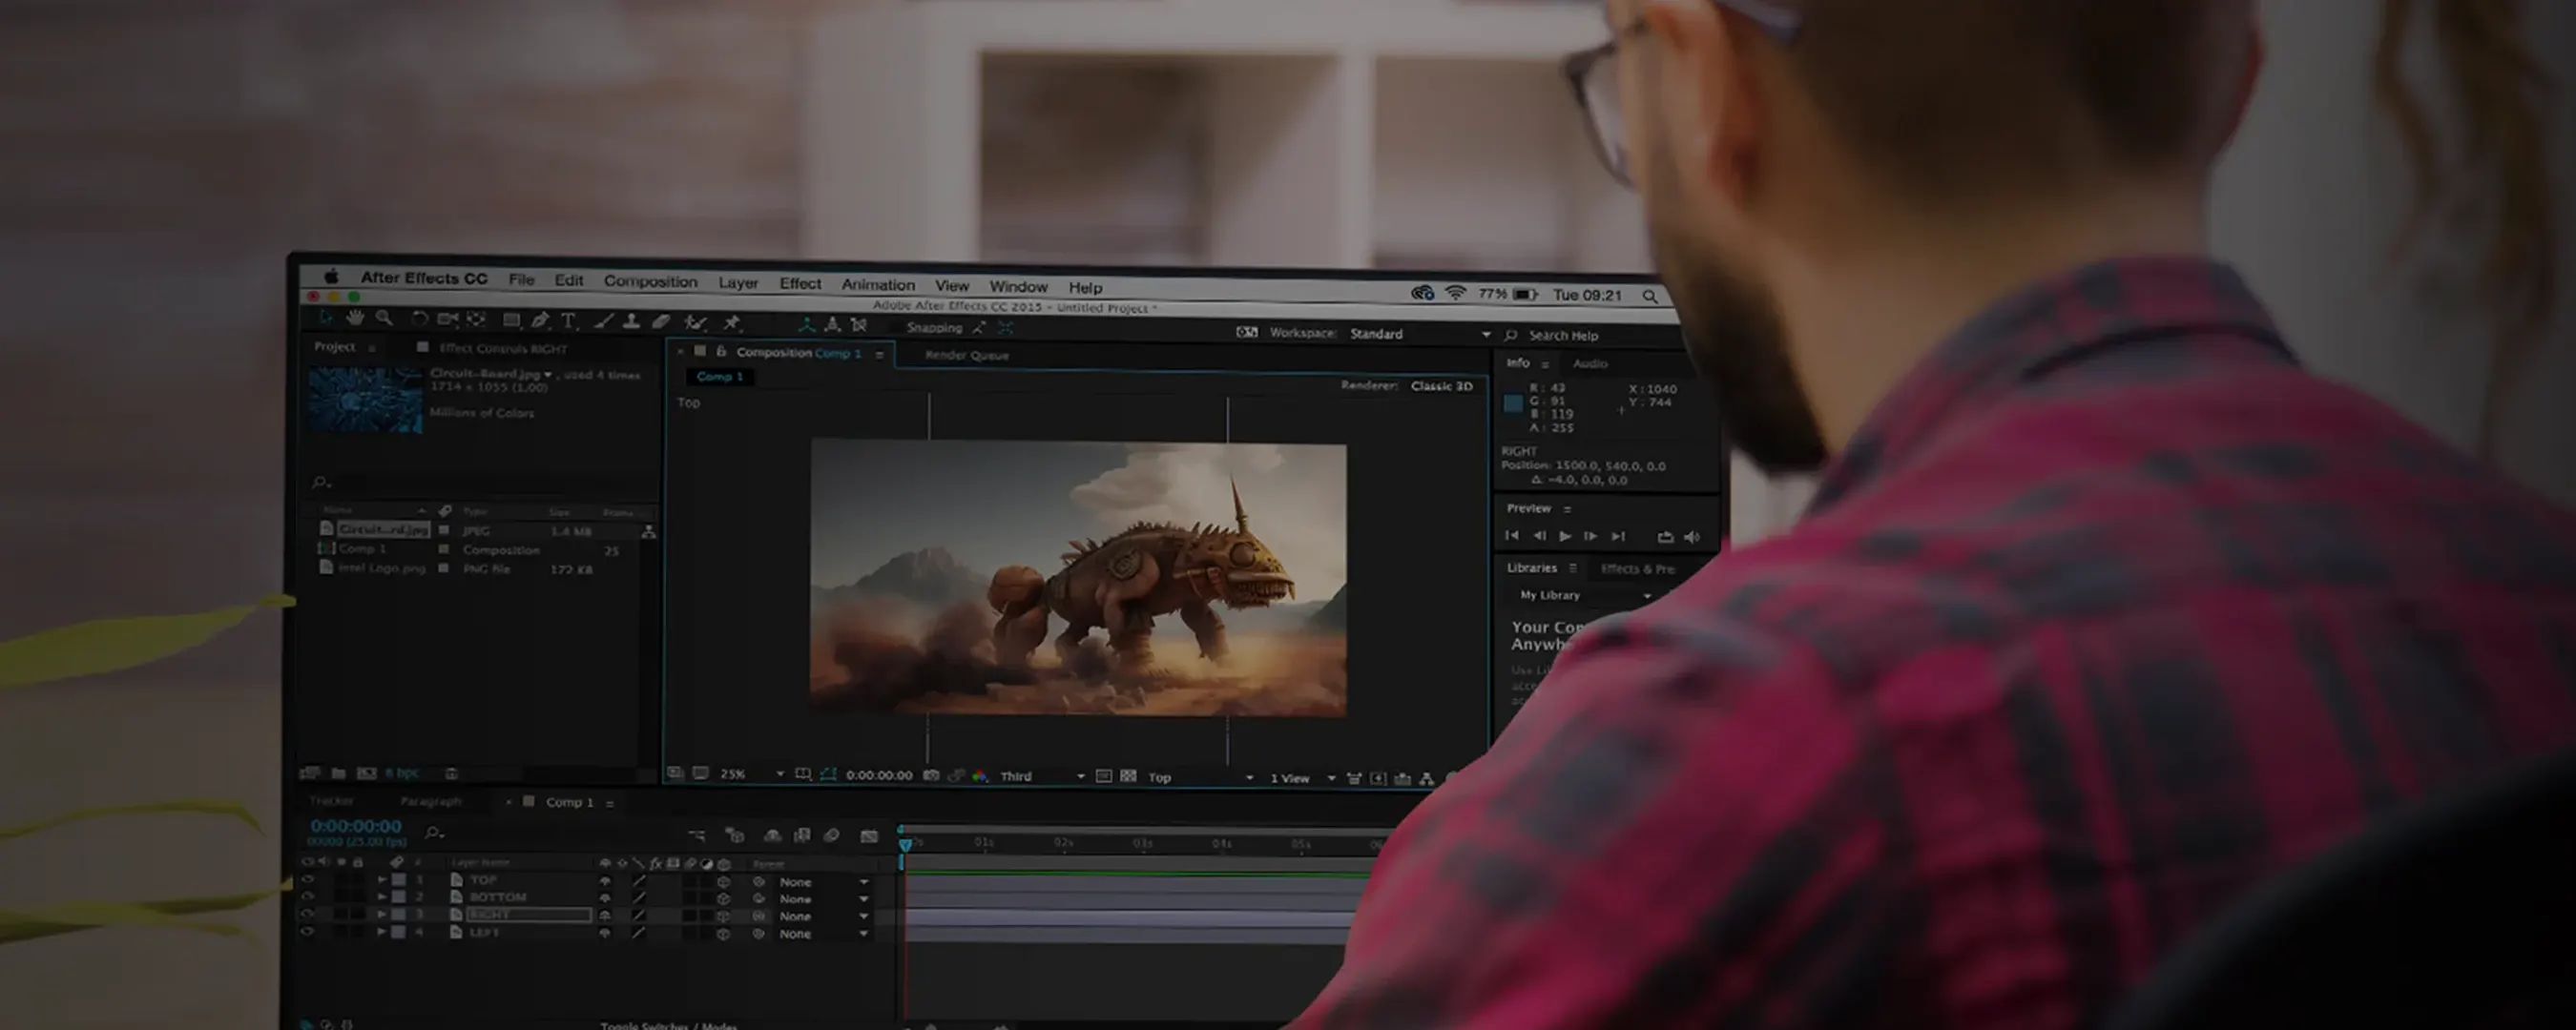 After Effects CC File Edit Composition Layer Effect Animation View Window Help 77% Tue 09:21
Adobe After Effects CC 2015 - Untitled Project *
Snapping Workspace: Standard Search Help
Project Effect Controls RIGHT
Circuit-Board.jpg , used 4 times
1714 x 1055 (1.00)
Millions of Colors
Name Type Size Frame
Circuit...rd.jpg JPEG 1.4 MB
Comp 1 Composition 25
Intel Logo.png PNG file 172 KB
8 bpc
Composition Comp 1 Render Queue
Comp 1
Renderer: Classic 3D
Top
25% 0:00:00:00 Third Top 1 View
Info Audio
R: 43 X: 1040
G: 91 Y: 744
B: 119
A: 255
RIGHT
Position: 1500.0, 540.0, 0.0
Δ: -4.0, 0.0, 0.0
Preview
Libraries Effects & Pre
My Library
Your
Anywh
Use
Tracker Paragraph Comp 1
0:00:00:00
00000 (25.00 fps)
01s 02s 03s 04s 05s
# Layer Name fx Parent
1 TOP None
2 BOTTOM None
3 RIGHT None
4 LEFT None
Toggle Switches / Modes